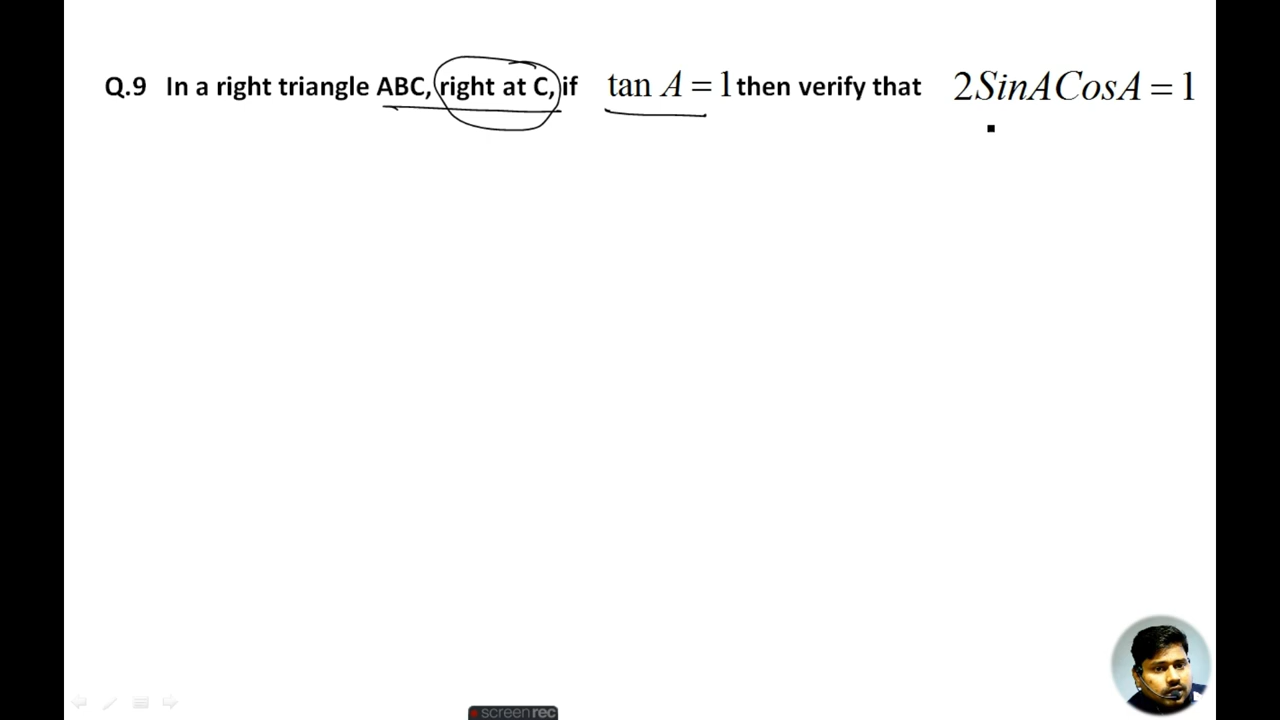 Q.9 In a right triangle ABC, right at C, if tan A = 1 then verify that 2SinACosA = 1
screenrec